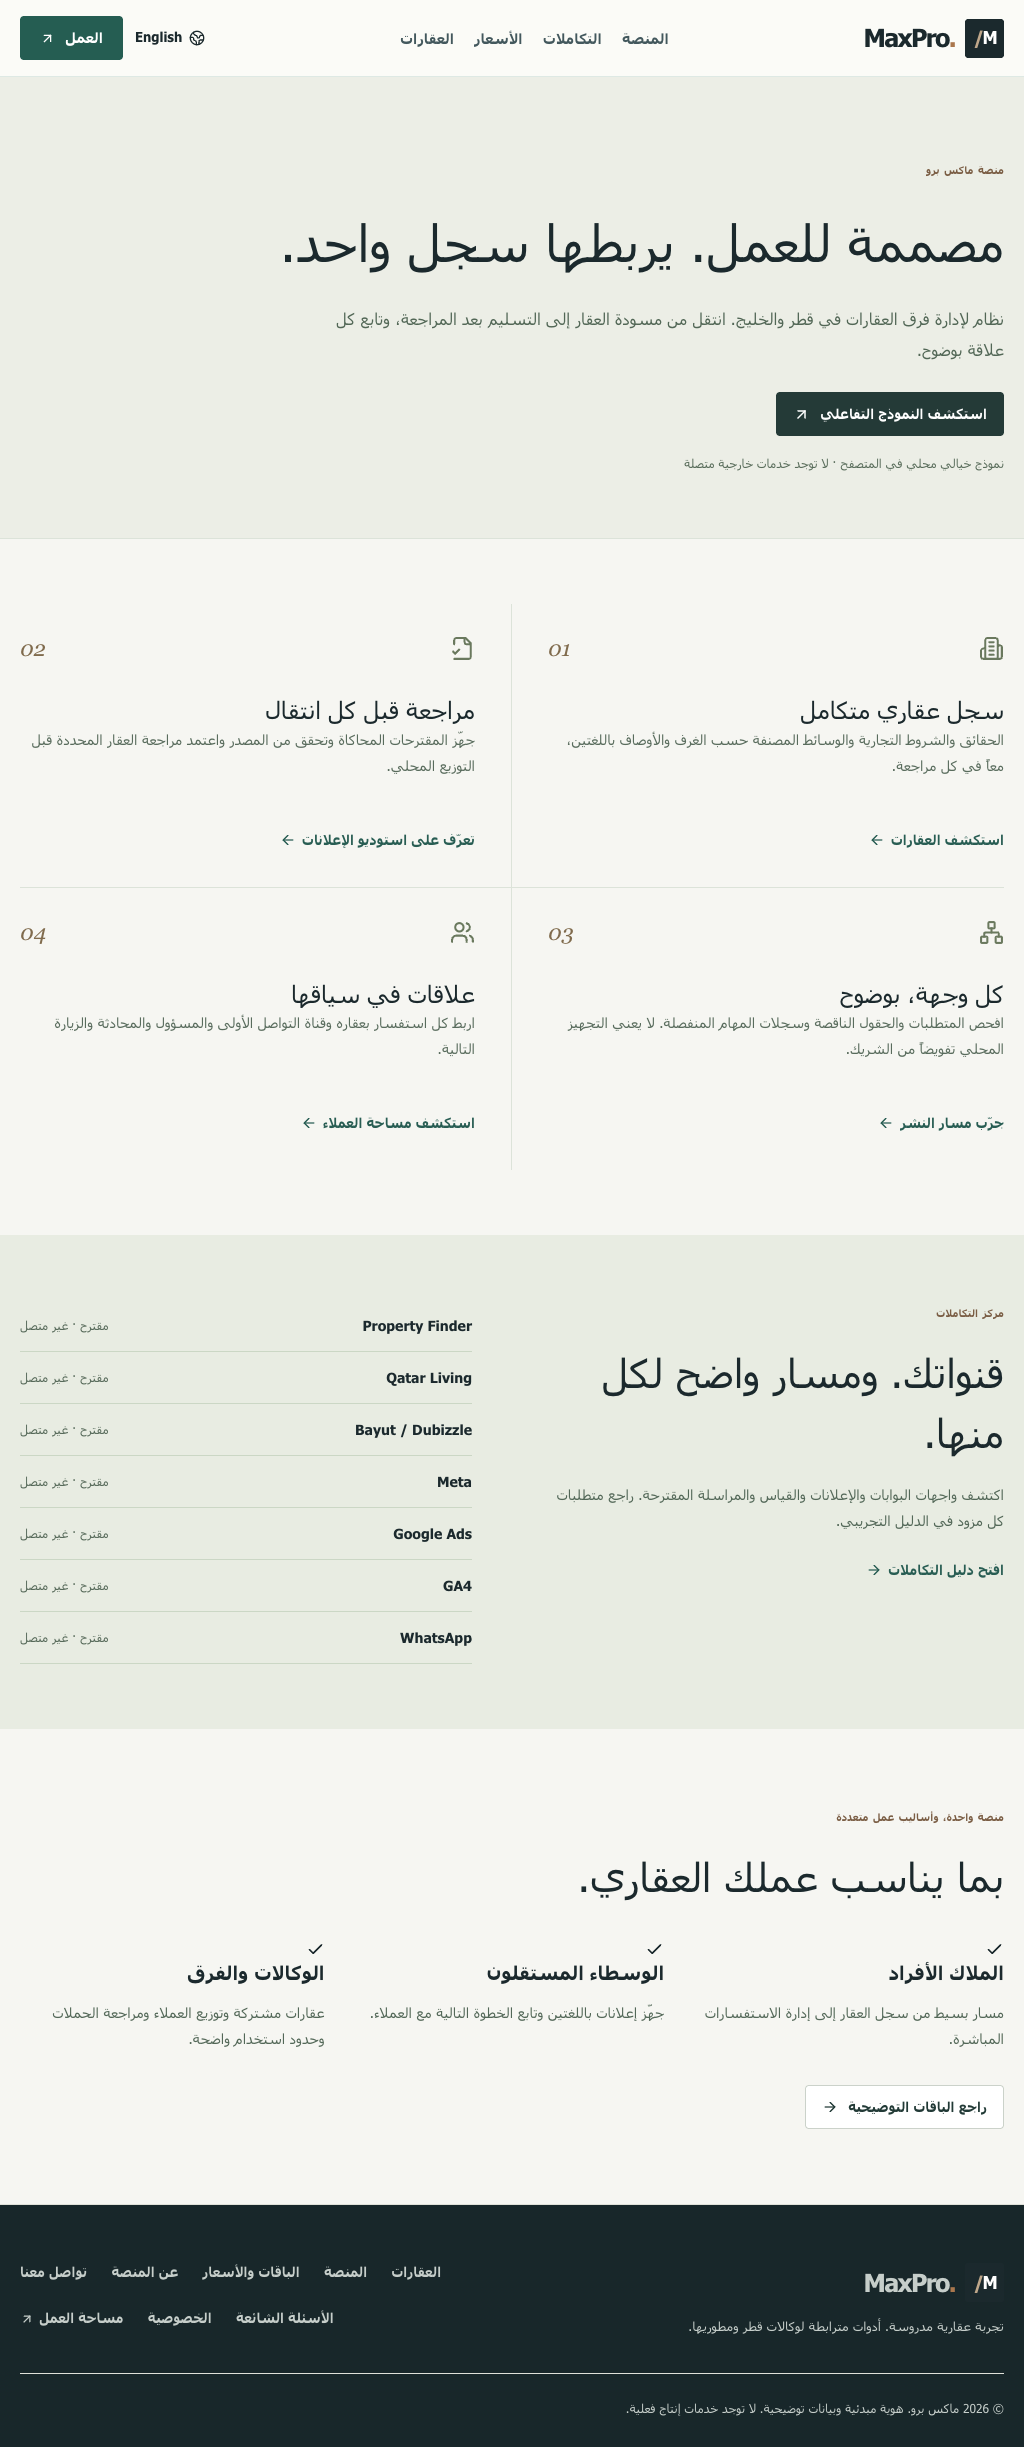 M/
MaxPro.
المنصة
التكاملات
الأسعار
العقارات
English
العمل
منصة ماكس برو
مصممة للعمل. يربطها سجل واحد.
نظام لإدارة فرق العقارات في قطر والخليج. انتقل من مسودة العقار إلى التسليم بعد المراجعة، وتابع كل
علاقة بوضوح.
استكشف النموذج التفاعلي
نموذج خيالي محلي في المتصفح · لا توجد خدمات خارجية متصلة
01
سجل عقاري متكامل
الحقائق والشروط التجارية والوسائط المصنفة حسب الغرف والأوصاف باللغتين،
معاً في كل مراجعة.
استكشف العقارات
02
مراجعة قبل كل انتقال
جهّز المقترحات المحاكاة وتحقق من المصدر واعتمد مراجعة العقار المحددة قبل
التوزيع المحلي.
تعرّف على استوديو الإعلانات
03
كل وجهة، بوضوح
افحص المتطلبات والحقول الناقصة وسجلات المهام المنفصلة. لا يعني التجهيز
المحلي تفويضاً من الشريك.
جرّب مسار النشر
04
علاقات في سياقها
اربط كل استفسار بعقاره وقناة التواصل الأولى والمسؤول والمحادثة والزيارة
التالية.
استكشف مساحة العملاء
مركز التكاملات
قنواتك. ومسار واضح لكل
منها.
اكتشف واجهات البوابات والإعلانات والقياس والمراسلة المقترحة. راجع متطلبات
كل مزود في الدليل التجريبي.
افتح دليل التكاملات
Property Finder
مقترح · غير متصل
Qatar Living
مقترح · غير متصل
Bayut / Dubizzle
مقترح · غير متصل
Meta
مقترح · غير متصل
Google Ads
مقترح · غير متصل
GA4
مقترح · غير متصل
WhatsApp
مقترح · غير متصل
منصة واحدة، وأساليب عمل متعددة
بما يناسب عملك العقاري.
الملاك الأفراد
مسار بسيط من سجل العقار إلى إدارة الاستفسارات
المباشرة.
الوسطاء المستقلون
جهّز إعلانات باللغتين وتابع الخطوة التالية مع العملاء.
الوكالات والفرق
عقارات مشتركة وتوزيع العملاء ومراجعة الحملات
وحدود استخدام واضحة.
راجع الباقات التوضيحية
M/
MaxPro.
تجربة عقارية مدروسة. أدوات مترابطة لوكالات قطر ومطوريها.
العقارات
المنصة
الباقات والأسعار
عن المنصة
تواصل معنا
الأسئلة الشائعة
الخصوصية
مساحة العمل
© 2026 ماكس برو. هوية مبدئية وبيانات توضيحية. لا توجد خدمات إنتاج فعلية.